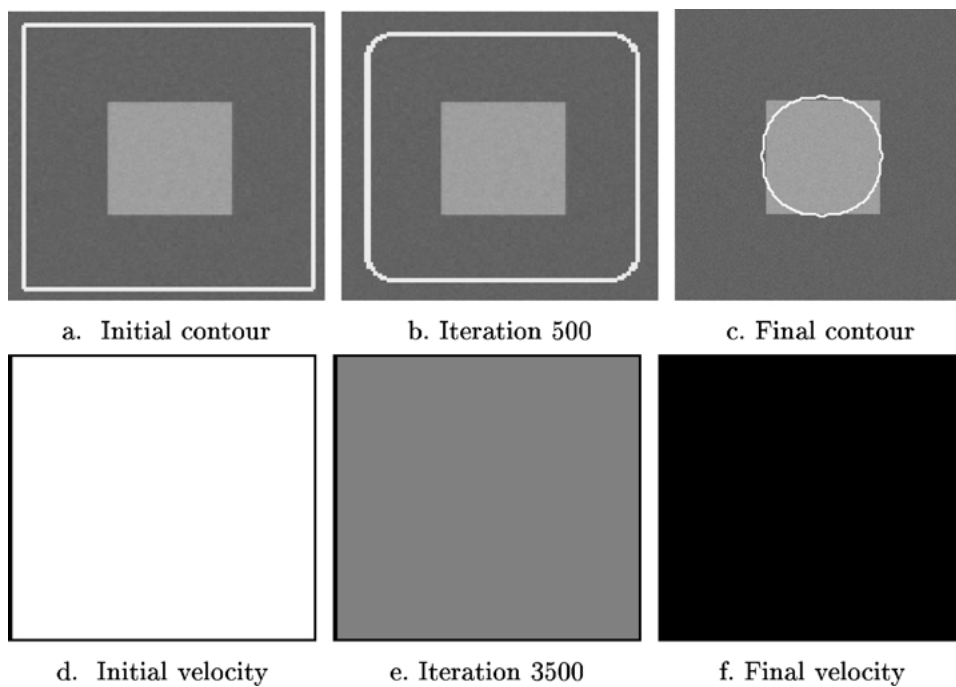 a. Initial contour
b. Iteration 500
c. Final contour
d. Initial velocity
e. Iteration 3500
f. Final velocity